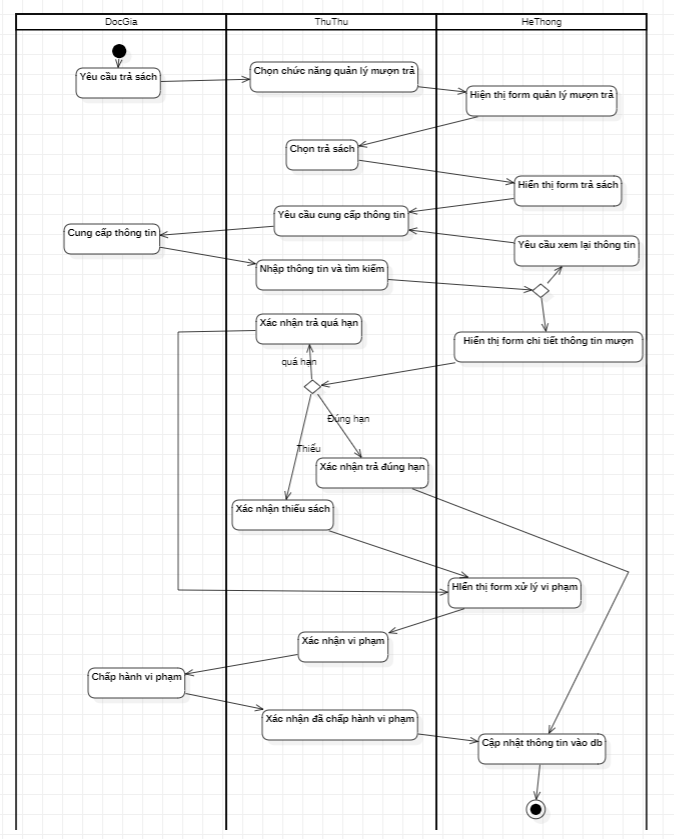 DocGia
ThuThu
HeThong
Yêu cầu trả sách
Chọn chức năng quản lý mượn trả
Hiện thị form quản lý mượn trả
Chọn trả sách
Hiển thị form trả sách
Yêu cầu cung cấp thông tin
Cung cấp thông tin
Yêu cầu xem lại thông tin
Nhập thông tin và tìm kiếm
Xác nhận trả quá hạn
Hiển thị form chi tiết thông tin mượn
quá hạn
Đúng hạn
Thiếu
Xác nhận trả đúng hạn
Xác nhận thiếu sách
Hiển thị form xử lý vi phạm
Xác nhận vi phạm
Chấp hành vi phạm
Xác nhận đã chấp hành vi phạm
Cập nhật thông tin vào db